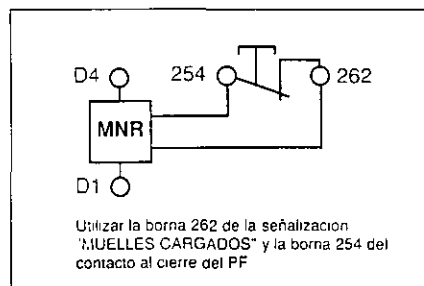 D4 254 262
MNR
D1
Utilizar la borna 262 de la señalizacion
"MUELLES CARGADOS" y la borna 254 del
contacto al cierre del PF